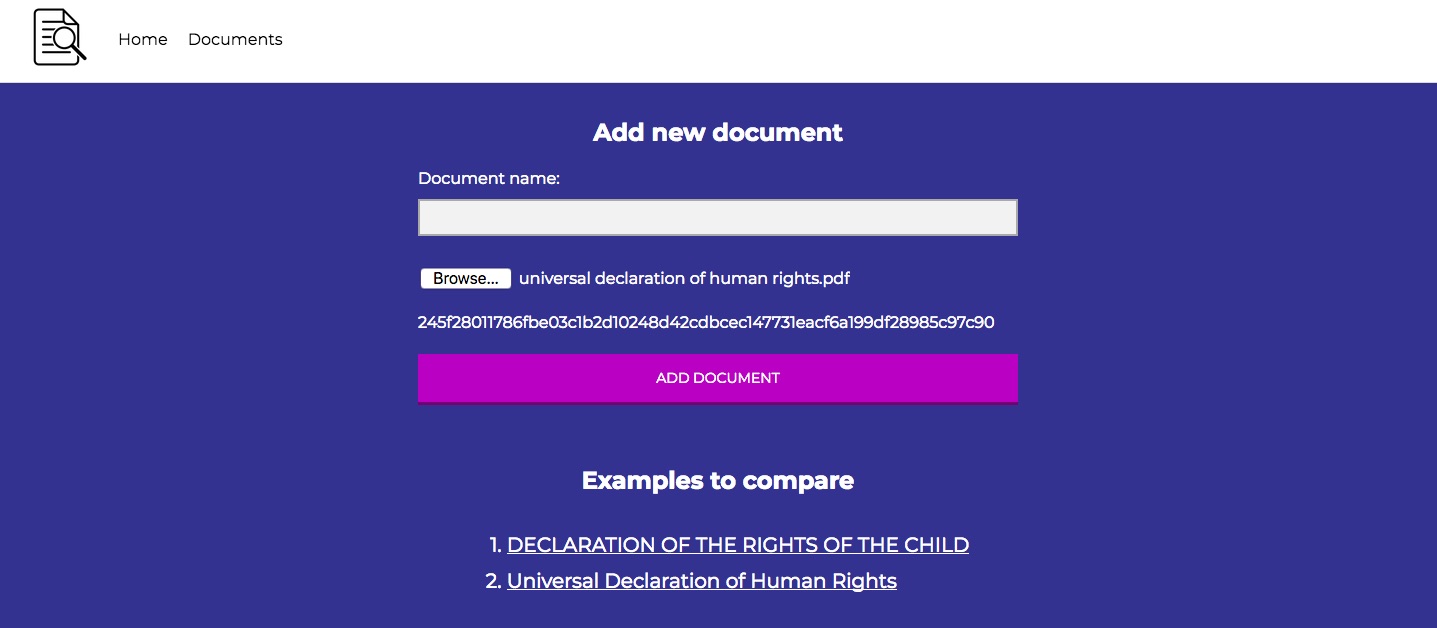 Home Documents
Add new document
Document name:
Browse... universal declaration of human rights.pdf
245f28011786fbe03c1b2d10248d42cdbcec147731eacf6a199df28985c97c90
ADD DOCUMENT
Examples to compare
1. DECLARATION OF THE RIGHTS OF THE CHILD
2. Universal Declaration of Human Rights